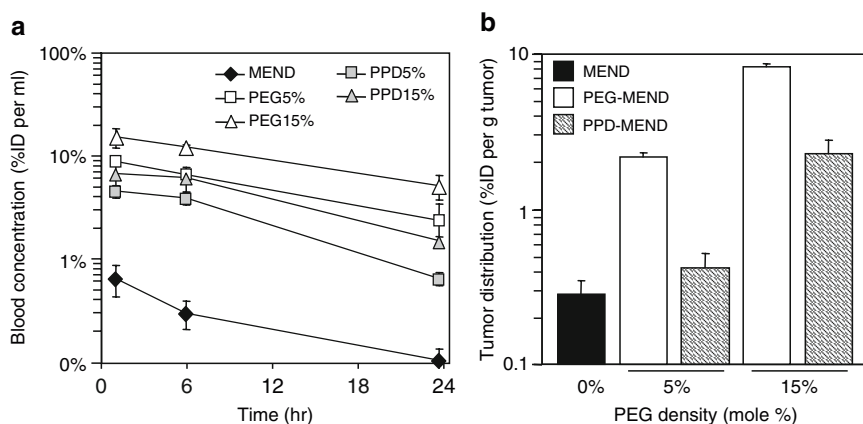 a
100%
10%
1%
0%
Blood concentration (%ID per ml)
MEND
PEG5%
PEG15%
PPD5%
PPD15%
0
6
12
18
24
Time (hr)
b
10
1
0.1
Tumor distribution (%ID per g tumor)
MEND
PEG-MEND
PPD-MEND
0%
5%
15%
PEG density (mole %)